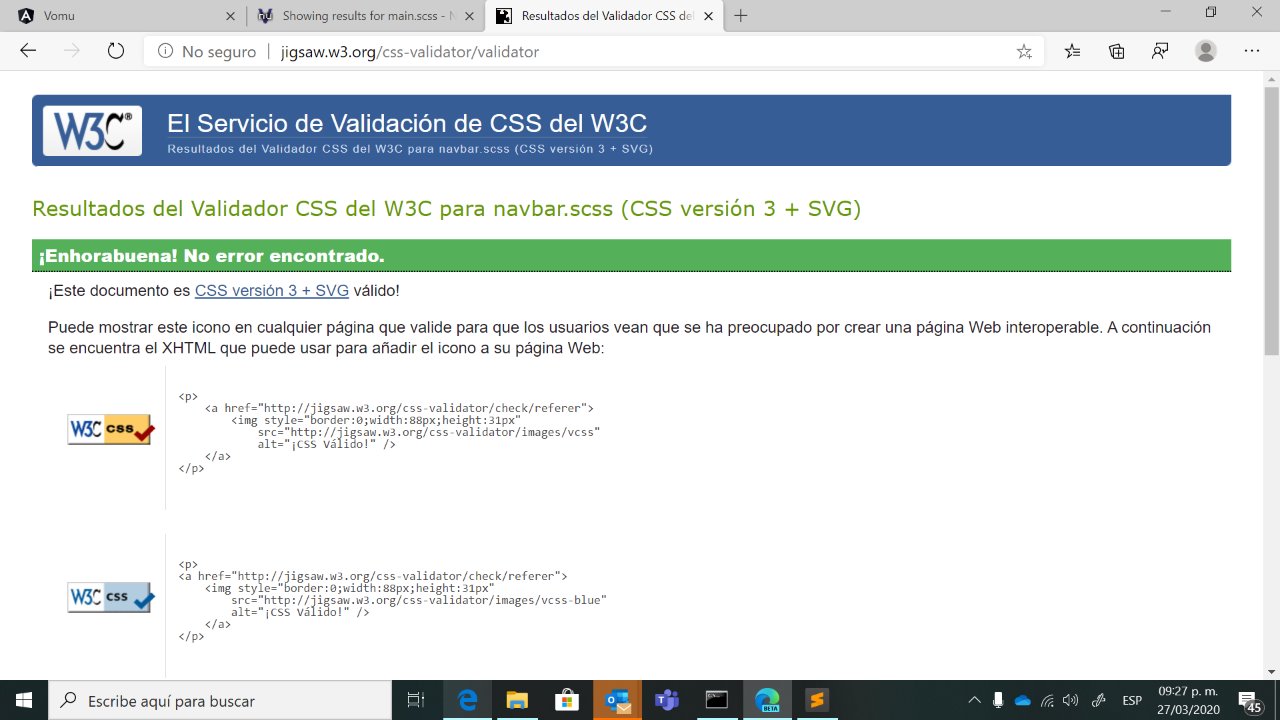 Vomu
Showing results for main.scss - N
Resultados del Validador CSS del
No seguro
jigsaw.w3.org/css-validator/validator
W3C®
El Servicio de Validación de CSS del W3C
Resultados del Validador CSS del W3C para navbar.scss (CSS versión 3 + SVG)
Resultados del Validador CSS del W3C para navbar.scss (CSS versión 3 + SVG)
¡Enhorabuena! No error encontrado.
¡Este documento es CSS versión 3 + SVG válido!
Puede mostrar este icono en cualquier página que valide para que los usuarios vean que se ha preocupado por crear una página Web interoperable. A continuación
se encuentra el XHTML que puede usar para añadir el icono a su página Web:
W3C css
<p>
<a href="http://jigsaw.w3.org/css-validator/check/referer">
<img style="border:0;width:88px;height:31px"
src="http://jigsaw.w3.org/css-validator/images/vcss"
alt="¡CSS Válido!" />
</a>
</p>
W3C css
<p>
<a href="http://jigsaw.w3.org/css-validator/check/referer">
<img style="border:0;width:88px;height:31px"
src="http://jigsaw.w3.org/css-validator/images/vcss-blue"
alt="¡CSS Válido!" />
</a>
</p>
Escribe aquí para buscar
BETA
ESP
09:27 p. m.
27/03/2020
45